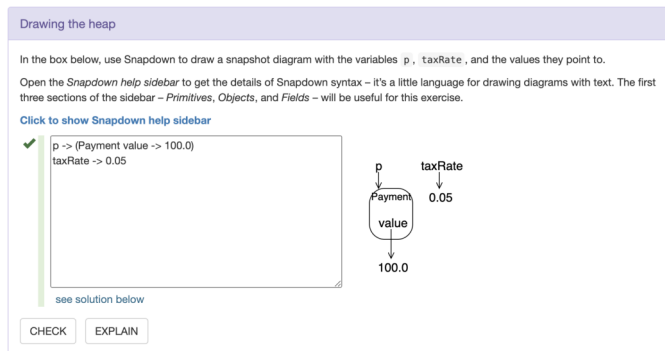 Drawing the heap
In the box below, use Snapdown to draw a snapshot diagram with the variables p, taxRate, and the values they point to.
Open the Snapdown help sidebar to get the details of Snapdown syntax – it's a little language for drawing diagrams with text. The first
three sections of the sidebar – Primitives, Objects, and Fields – will be useful for this exercise.
Click to show Snapdown help sidebar
p -> (Payment value -> 100.0)
taxRate -> 0.05
p taxRate
Payment 0.05
value
100.0
see solution below
CHECK EXPLAIN